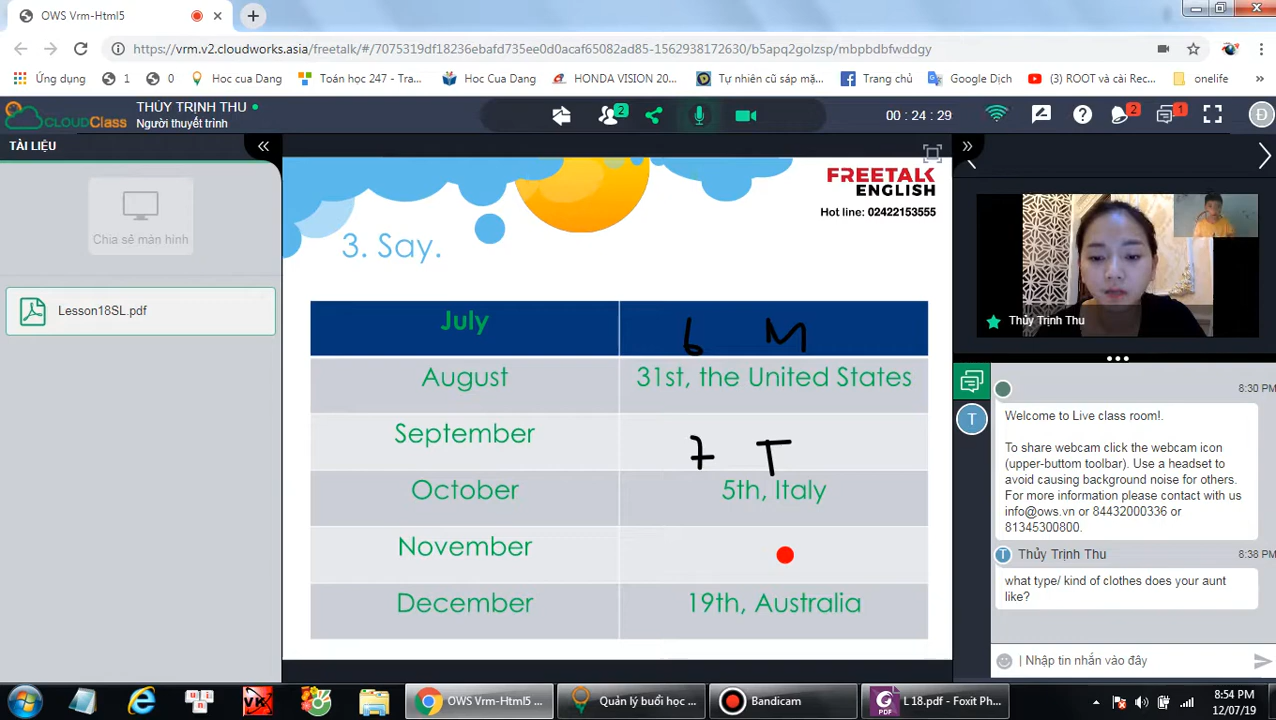 OWS Vrm-Html5
https://vrm.v2.cloudworks.asia/freetalk/#/7075319df18236ebafd735ee0d0acaf65082ad85-1562938172630/b5apq2golzsp/mbpbdbfwddgy
Ứng dụng 1 0 Hoc cua Dang Toán học 247 - Tra... Học Cua Dang HONDA VISION 20... Tự nhiên cũ sáp mặ... Trang chủ Google Dịch (3) ROOT và cài Rec... onelife »
CLOUDClass
THỦY TRỊNH THU
Người thuyết trình
2
00 : 24 : 29
2
1
Đ
TÀI LIỆU
Chia sẻ màn hình
Lesson18SL.pdf
FREETALK
ENGLISH
Hot line: 02422153555
3. Say.
July 6 M
August 31st, the United States
September 7 T
October 5th, Italy
November
December 19th, Australia
Thủy Trịnh Thu
8:30 PM
T
Welcome to Live class room!.
To share webcam click the webcam icon
(upper-buttom toolbar). Use a headset to
avoid causing background noise for others.
For more information please contact with us
info@ows.vn or 84432000336 or
81345300800.
T Thủy Trịnh Thu 8:38 PM
what type/ kind of clothes does your aunt
like?
Nhập tin nhắn vào đây
OWS Vrm-Html5 ...
Quản lý buổi học ...
Bandicam
L 18.pdf - Foxit Ph...
8:54 PM
12/07/19